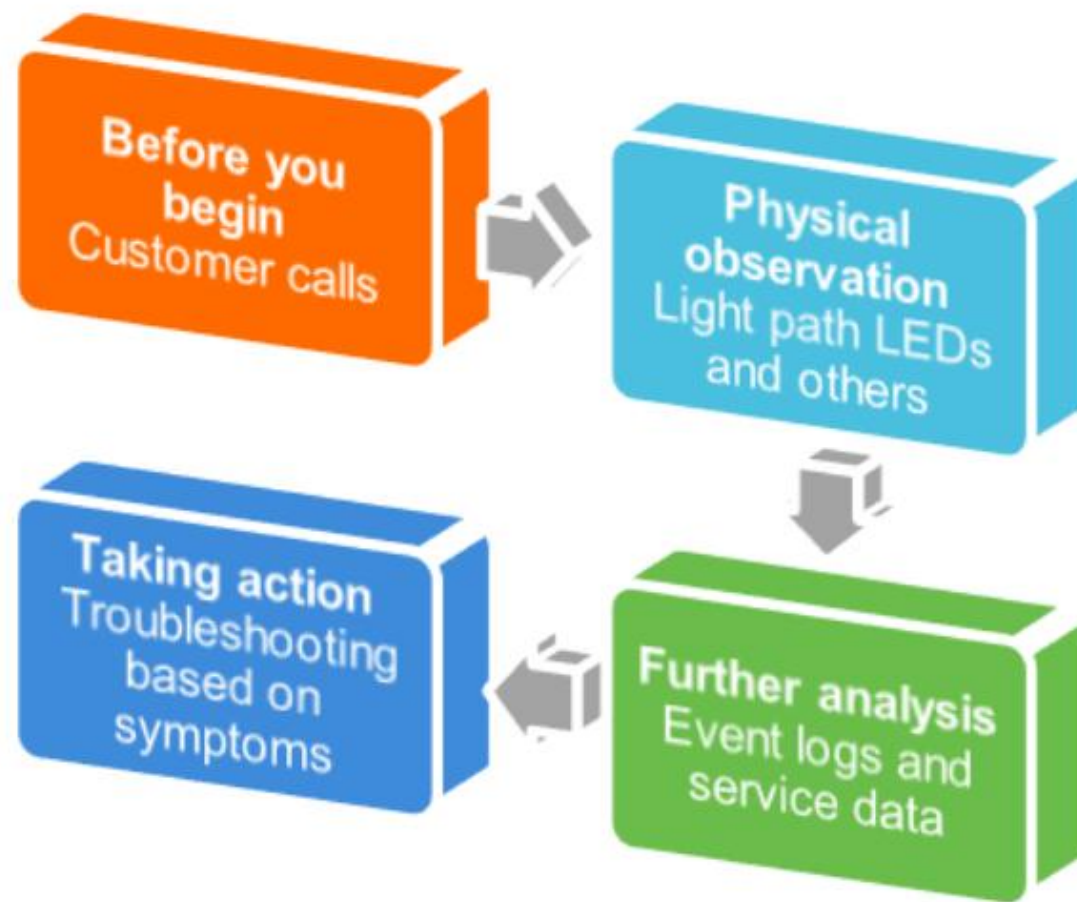 Before you
begin
Customer calls
Physical
observation
Light path LEDs
and others
Further analysis
Event logs and
service data
Taking action
Troubleshooting
based on
symptoms